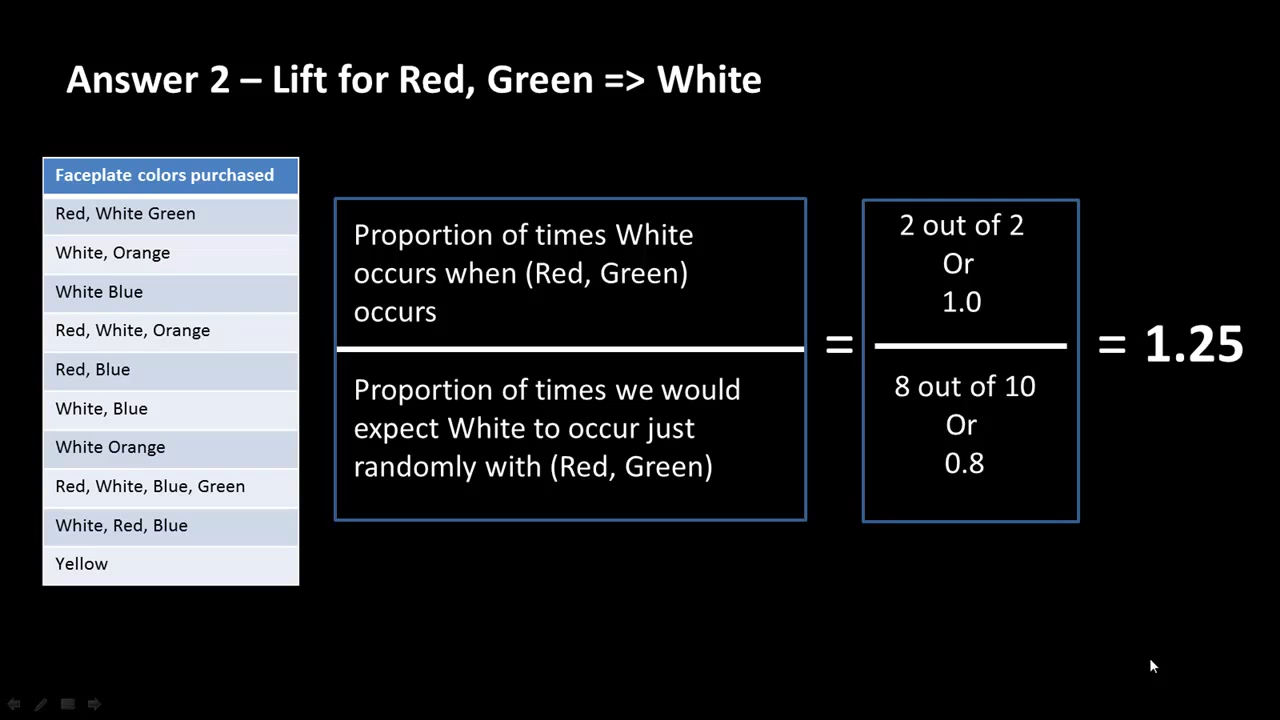 Answer 2 – Lift for Red, Green => White
Faceplate colors purchased
Red, White Green
White, Orange
White Blue
Red, White, Orange
Red, Blue
White, Blue
White Orange
Red, White, Blue, Green
White, Red, Blue
Yellow
Proportion of times White
occurs when (Red, Green)
occurs
Proportion of times we would
expect White to occur just
randomly with (Red, Green)
=
2 out of 2
Or
1.0
8 out of 10
Or
0.8
= 1.25